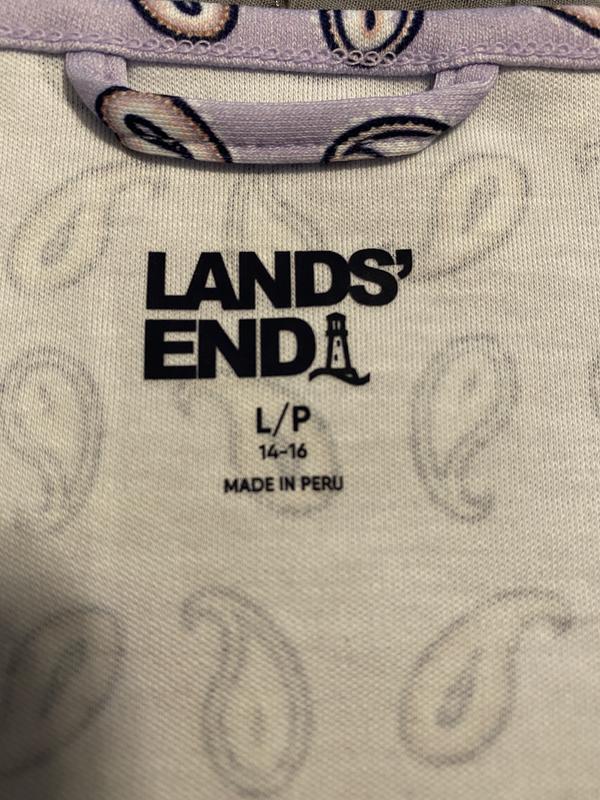 LANDS'
END
L/P
14-16
MADE IN PERU